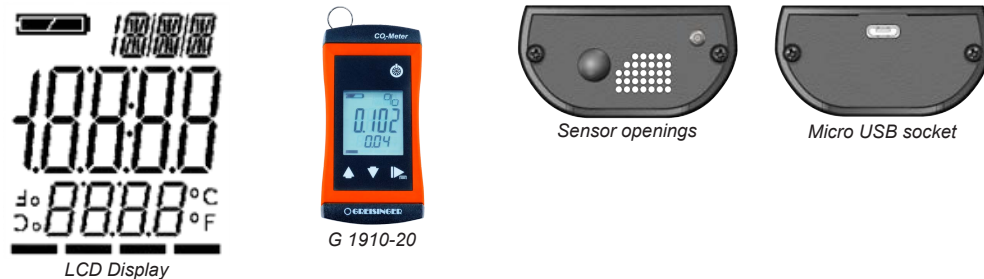 °C
°F
LCD Display
CO₂-Meter
0.102
0.04
GREISINGER
G 1910-20
Sensor openings
Micro USB socket